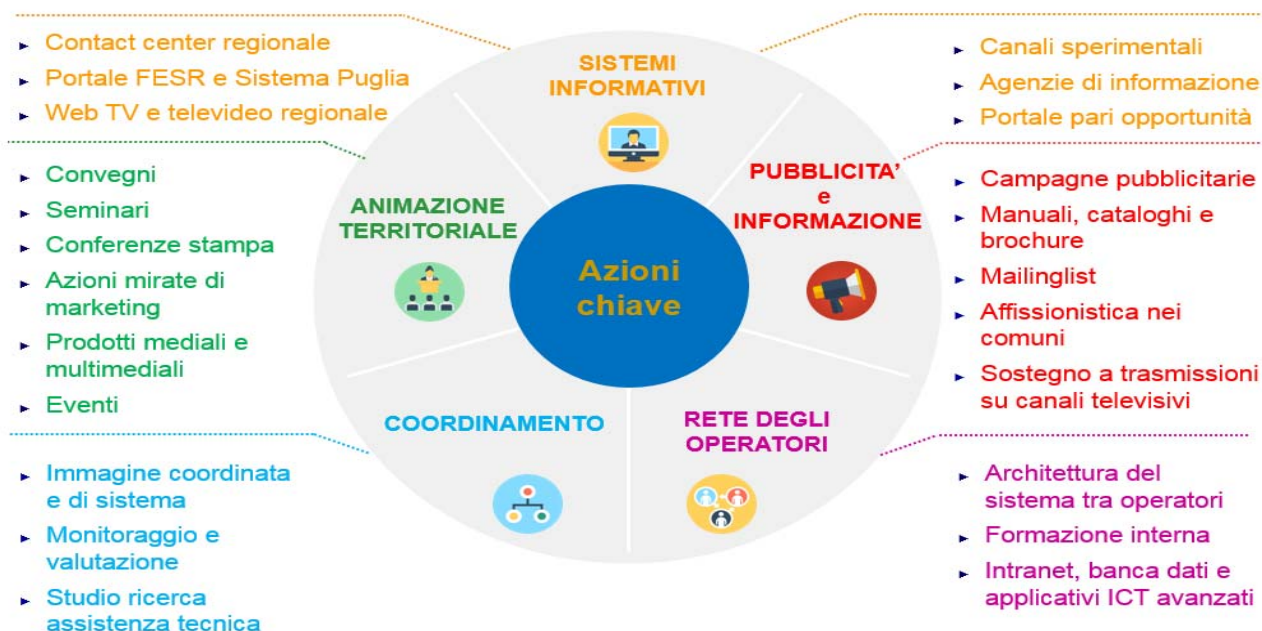 Contact center regionale
Portale FESR e Sistema Puglia
Web TV e televideo regionale
SISTEMI
INFORMATIVI
Canali sperimentali
Agenzie di informazione
Portale pari opportunità
Convegni
Seminari
Conferenze stampa
Azioni mirate di
marketing
Prodotti mediali e
multimediali
Eventi
ANIMAZIONE
TERRITORIALE
PUBBLICITA'
e
INFORMAZIONE
Campagne pubblicitarie
Manuali, cataloghi e
brochure
Mailinglist
Affissionistica nei
comuni
Sostegno a trasmissioni
su canali televisivi
Azioni
chiave
COORDINAMENTO
RETE DEGLI
OPERATORI
Immagine coordinata
e di sistema
Monitoraggio e
valutazione
Studio ricerca
assistenza tecnica
Architettura del
sistema tra operatori
Formazione interna
Intranet, banca dati e
applicativi ICT avanzati